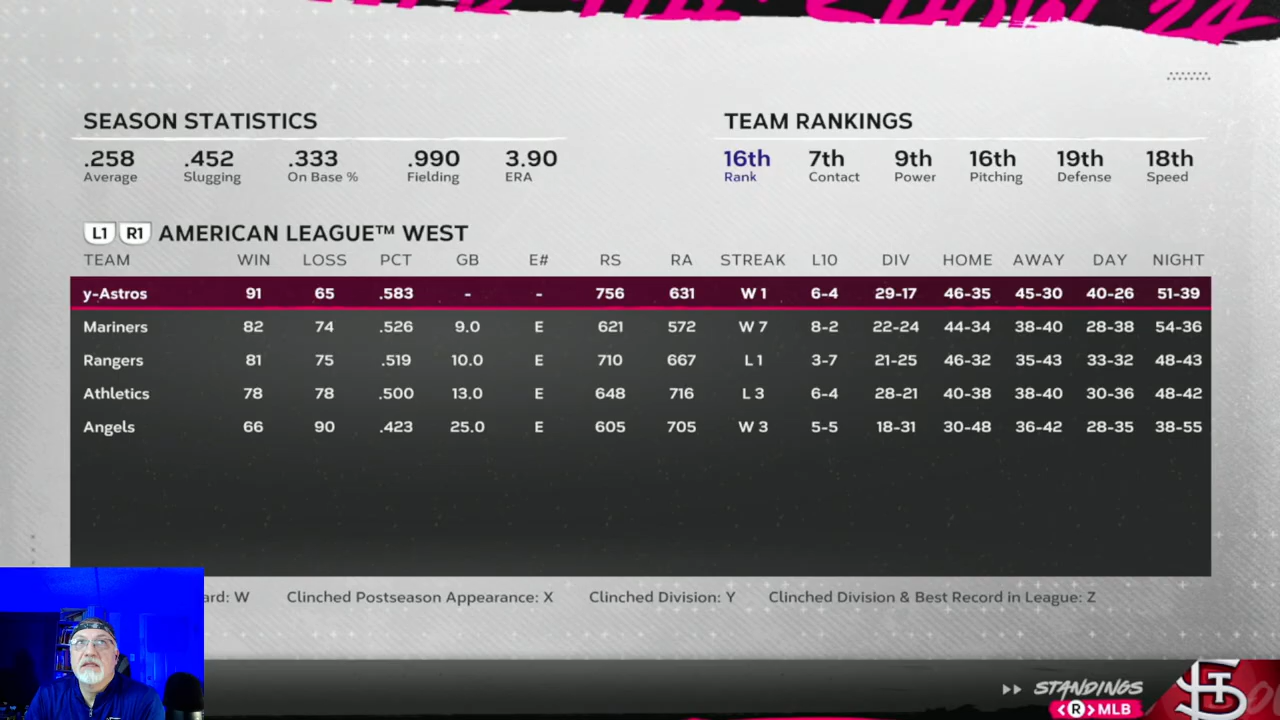 THE SHOW 24
SEASON STATISTICS
TEAM RANKINGS
.258 .452 .333 .990 3.90
16th 7th 9th 16th 19th 18th
Average Slugging On Base % Fielding ERA
Rank Contact Power Pitching Defense Speed
L1 R1 AMERICAN LEAGUE™ WEST
TEAM WIN LOSS PCT GB E# RS RA STREAK L10 DIV HOME AWAY DAY NIGHT
y-Astros 91 65 .583 - - 756 631 W 1 6-4 29-17 46-35 45-30 40-26 51-39
Mariners 82 74 .526 9.0 E 621 572 W 7 8-2 22-24 44-34 38-40 28-38 54-36
Rangers 81 75 .519 10.0 E 710 667 L 1 3-7 21-25 46-32 35-43 33-32 48-43
Athletics 78 78 .500 13.0 E 648 716 L 3 6-4 28-21 40-38 38-40 30-36 48-42
Angels 66 90 .423 25.0 E 605 705 W 3 5-5 18-31 30-48 36-42 28-35 38-55
ard: W Clinched Postseason Appearance: X Clinched Division: Y Clinched Division & Best Record in League: Z
STANDINGS
R MLB
STL